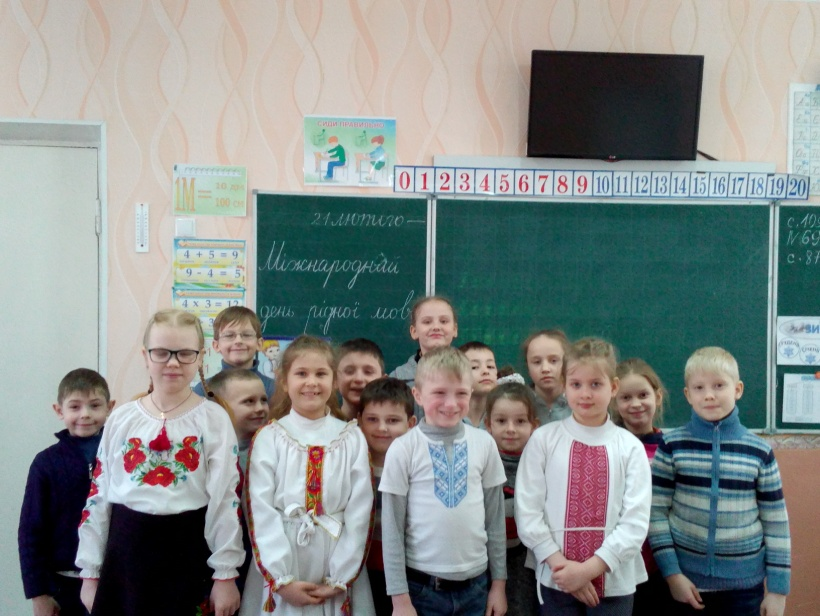 СИДИ ПРАВИЛЬНО!
0 1 2 3 4 5 6 7 8 9 10 11 12 13 14 15 16 17 18 19 20
1М =
10 дм
100 см
4 + 5 = 9
9 - 4 = 5
4 x 3 = 12
21 лютого —
Міжнародний
день рідної мов